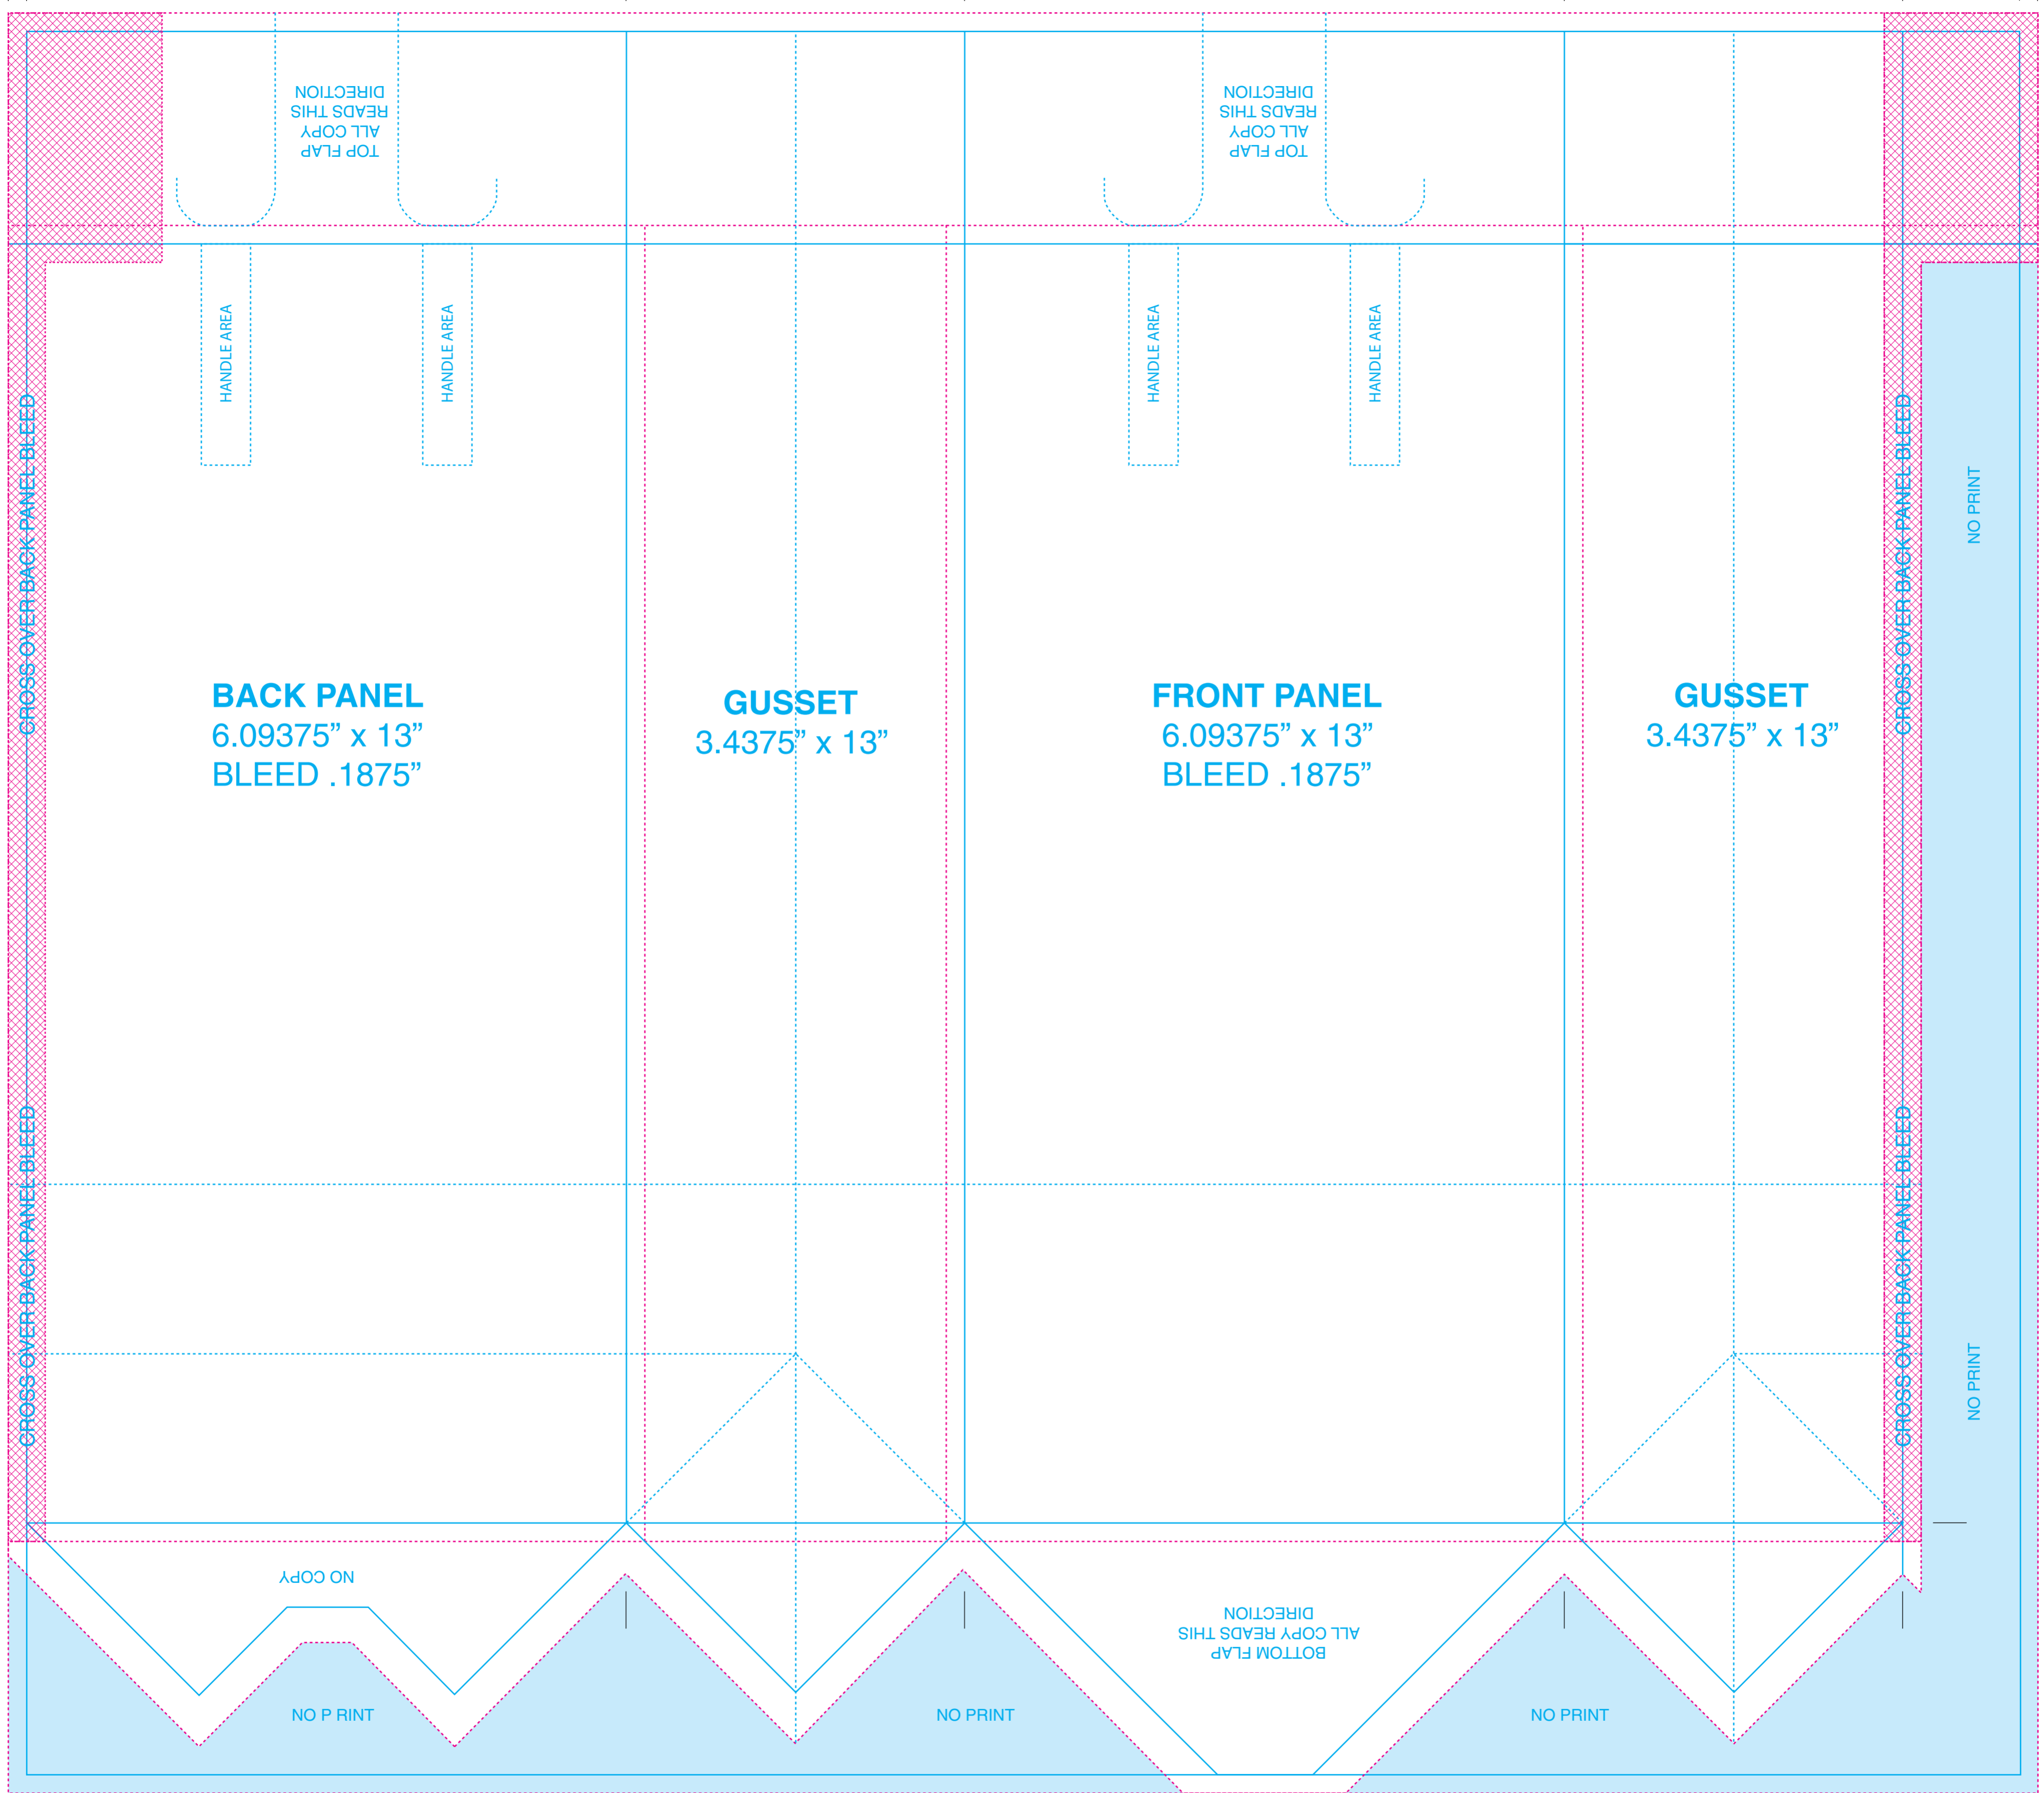 DIRECTION
READS THIS
ALL COPY
TOP FLAP
DIRECTION
READS THIS
ALL COPY
TOP FLAP
HANDLE AREA
HANDLE AREA
HANDLE AREA
HANDLE AREA
CROSS OVER BACK PANEL BLEED
CROSS OVER BACK PANEL BLEED
NO PRINT
BACK PANEL
6.09375” x 13”
BLEED .1875”
GUSSET
3.4375” x 13”
FRONT PANEL
6.09375” x 13”
BLEED .1875”
GUSSET
3.4375” x 13”
CROSS OVER BACK PANEL BLEED
CROSS OVER BACK PANEL BLEED
NO PRINT
NO COPY
BOTTOM FLAP
ALL COPY READS THIS
DIRECTION
NO P RINT
NO PRINT
NO PRINT